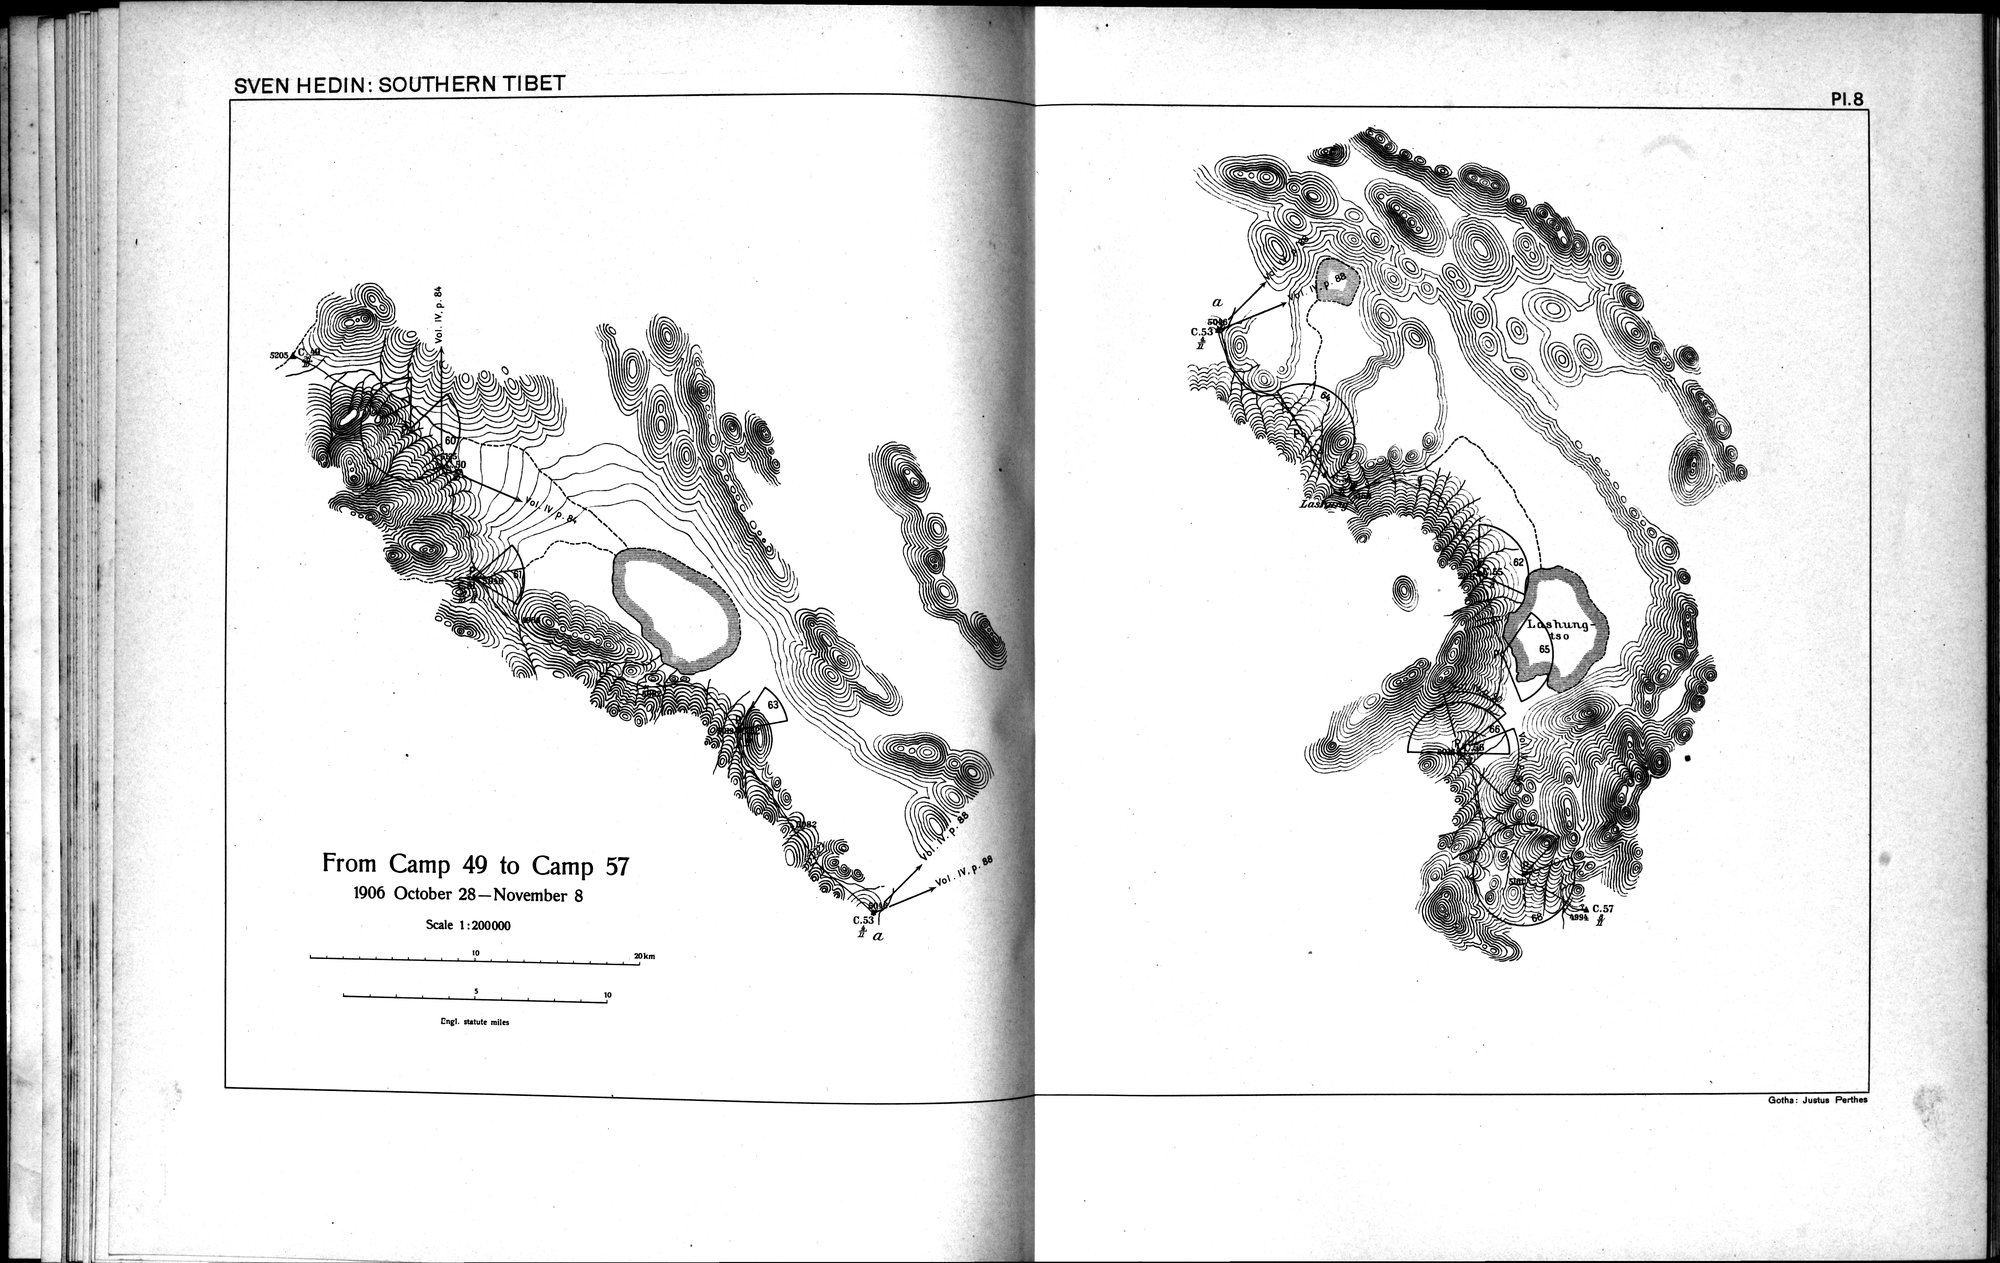 SVEN HEDIN: SOUTHERN TIBET
Pl. 8
Vol. IV, p. 84
5205
C. 49
60
50
Vol. IV, p. 84
61
63
Vol. IV, p. 88
Vol. IV, p. 88
C.53
a
From Camp 49 to Camp 57
1906 October 28—November 8
Scale 1:200000
10
20 km
5
10
Engl. statute miles
a
Vol. IV, p. 88
C.53
64
Lashung
62
Lashung-
tso
65
68
66
C.57
4994
Gotha: Justus Perthes